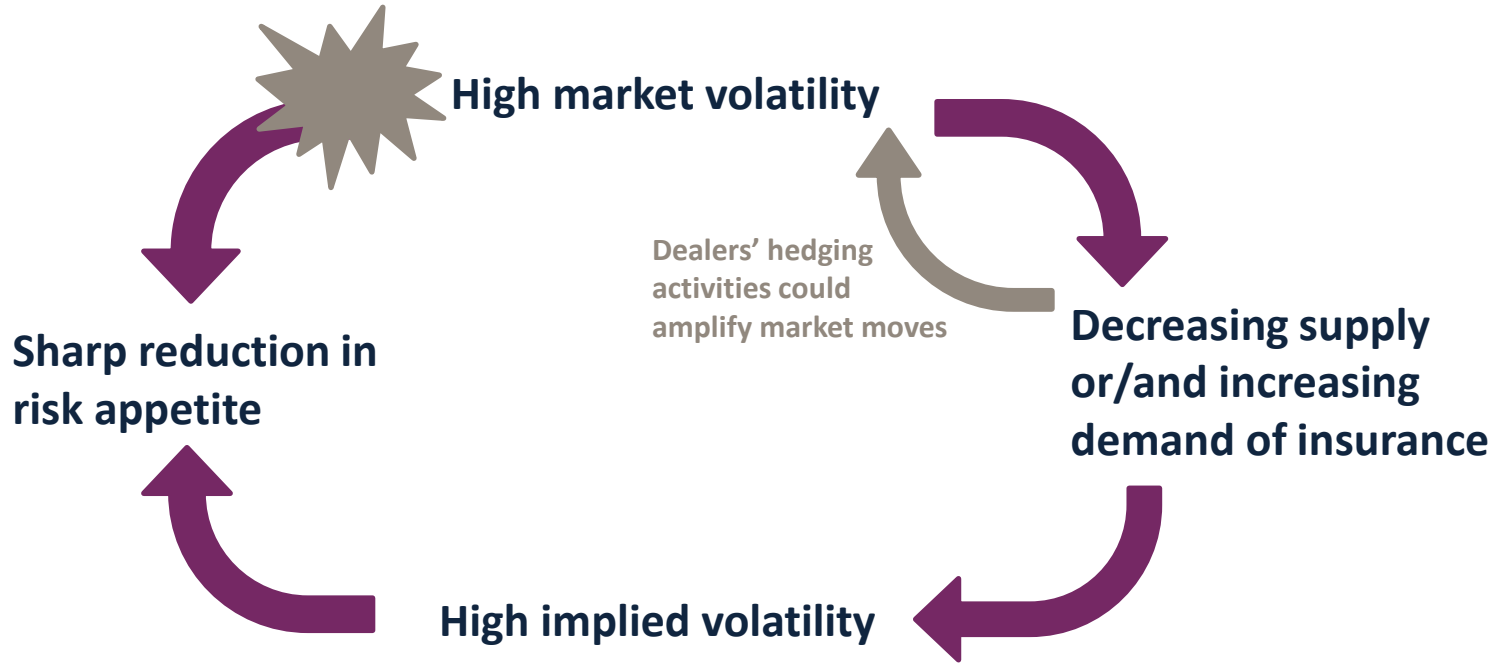 High market volatility
Dealers’ hedging
activities could
amplify market moves
Decreasing supply
or/and increasing
demand of insurance
Sharp reduction in
risk appetite
High implied volatility